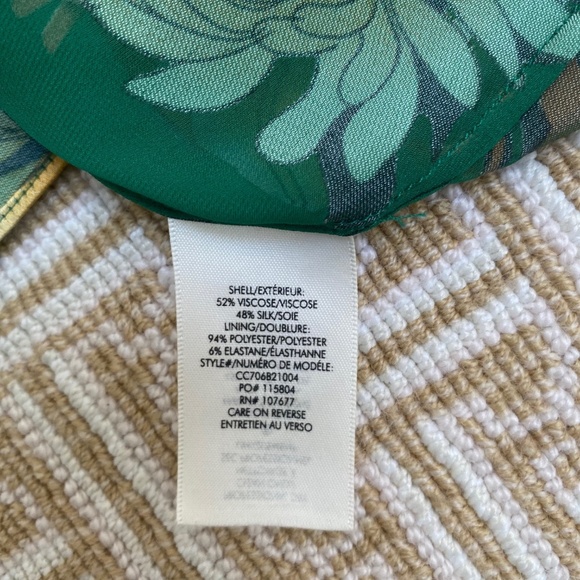 SHELL/EXTÉRIEUR:
52% VISCOSE/VISCOSE
48% SILK/SOIE
LINING/DOUBLURE:
94% POLYESTER/POLYESTER
6% ELASTANE/ÉLASTHANNE
STYLE#/NUMÉRO DE MODÈLE:
CC706B21004
PO# 115804
RN# 107677
CARE ON REVERSE
ENTRETIEN AU VERSO